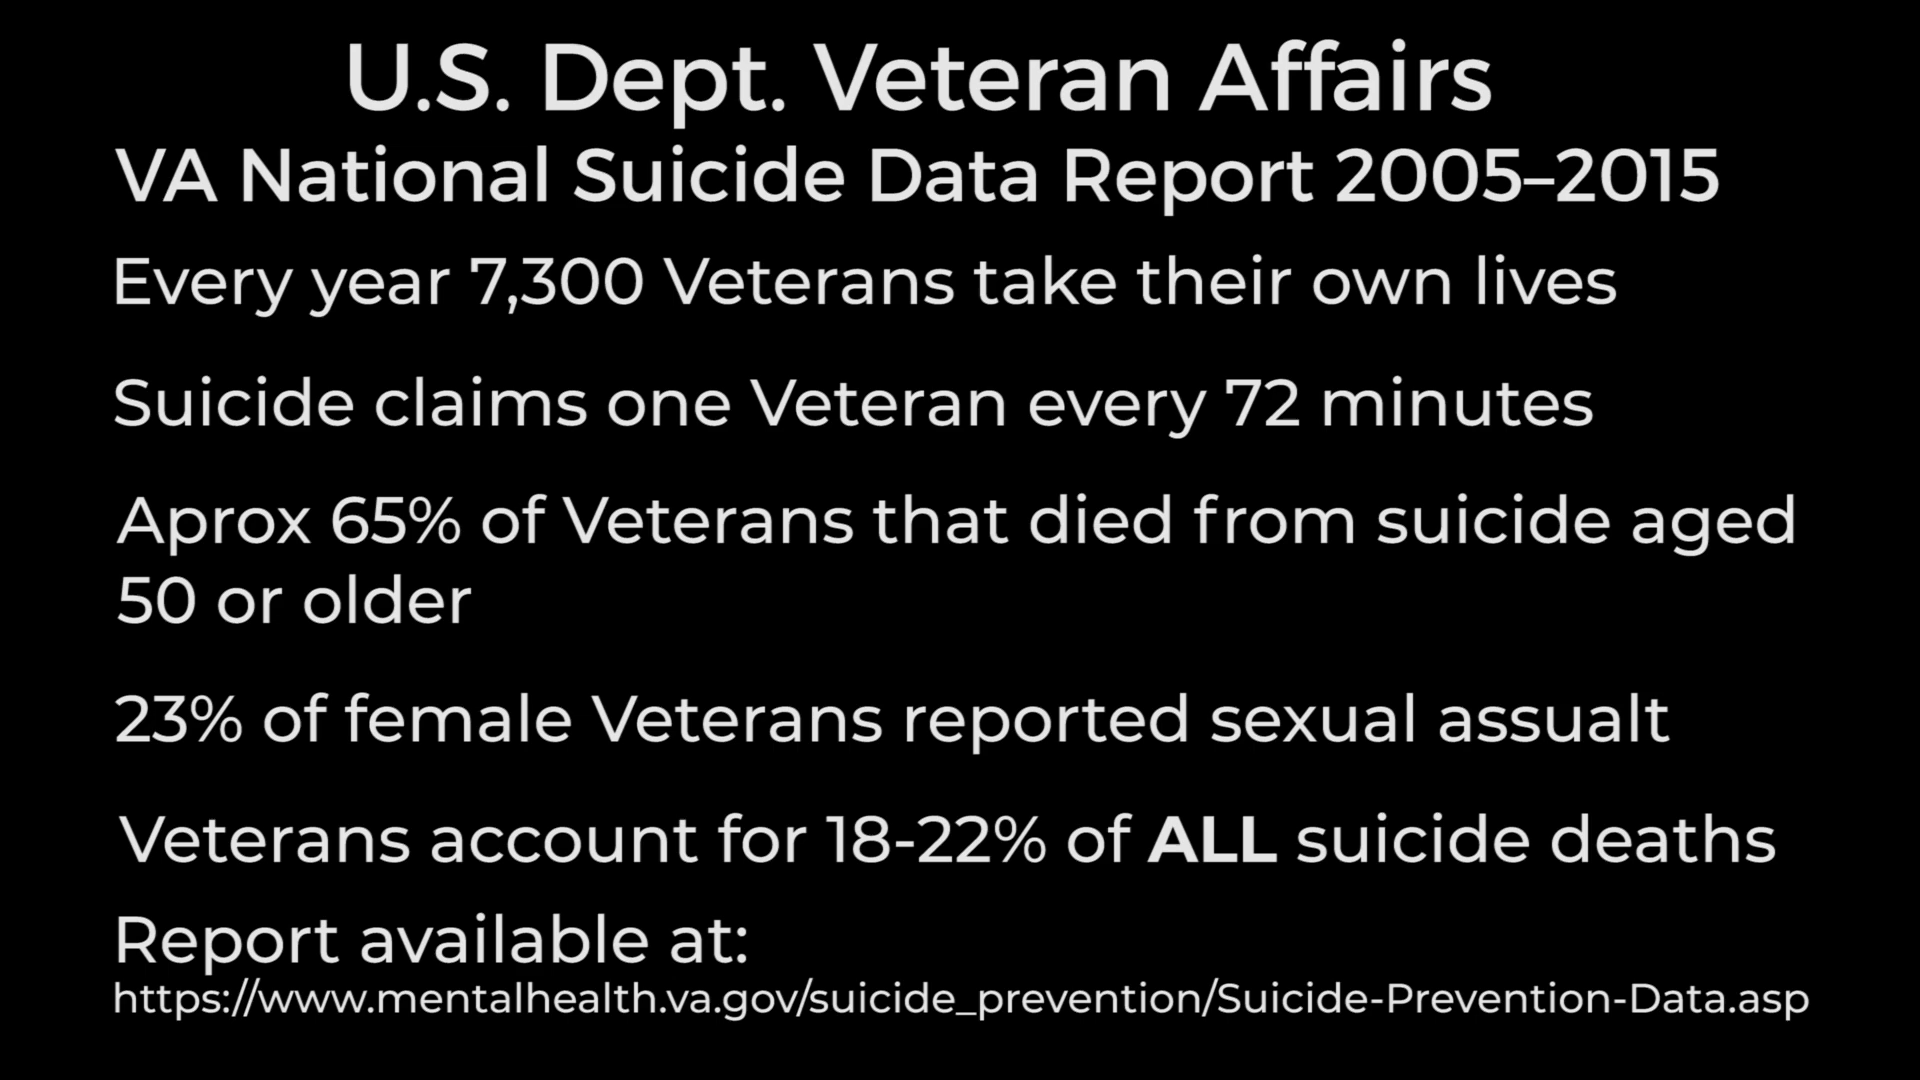 U.S. Dept. Veteran Affairs
VA National Suicide Data Report 2005–2015
Every year 7,300 Veterans take their own lives
Suicide claims one Veteran every 72 minutes
Aprox 65% of Veterans that died from suicide aged
50 or older
23% of female Veterans reported sexual assualt
Veterans account for 18-22% of ALL suicide deaths
Report available at:
https://www.mentalhealth.va.gov/suicide_prevention/Suicide-Prevention-Data.asp